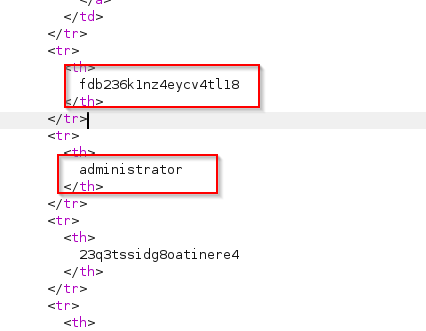 </a>
</td>
</tr>
<tr>
<th>
fdb236k1nz4eycv4tl18
</th>
</tr>
<tr>
<th>
administrator
</th>
</tr>
<tr>
<th>
23q3tssidg8oatinere4
</th>
</tr>
<tr>
<th>